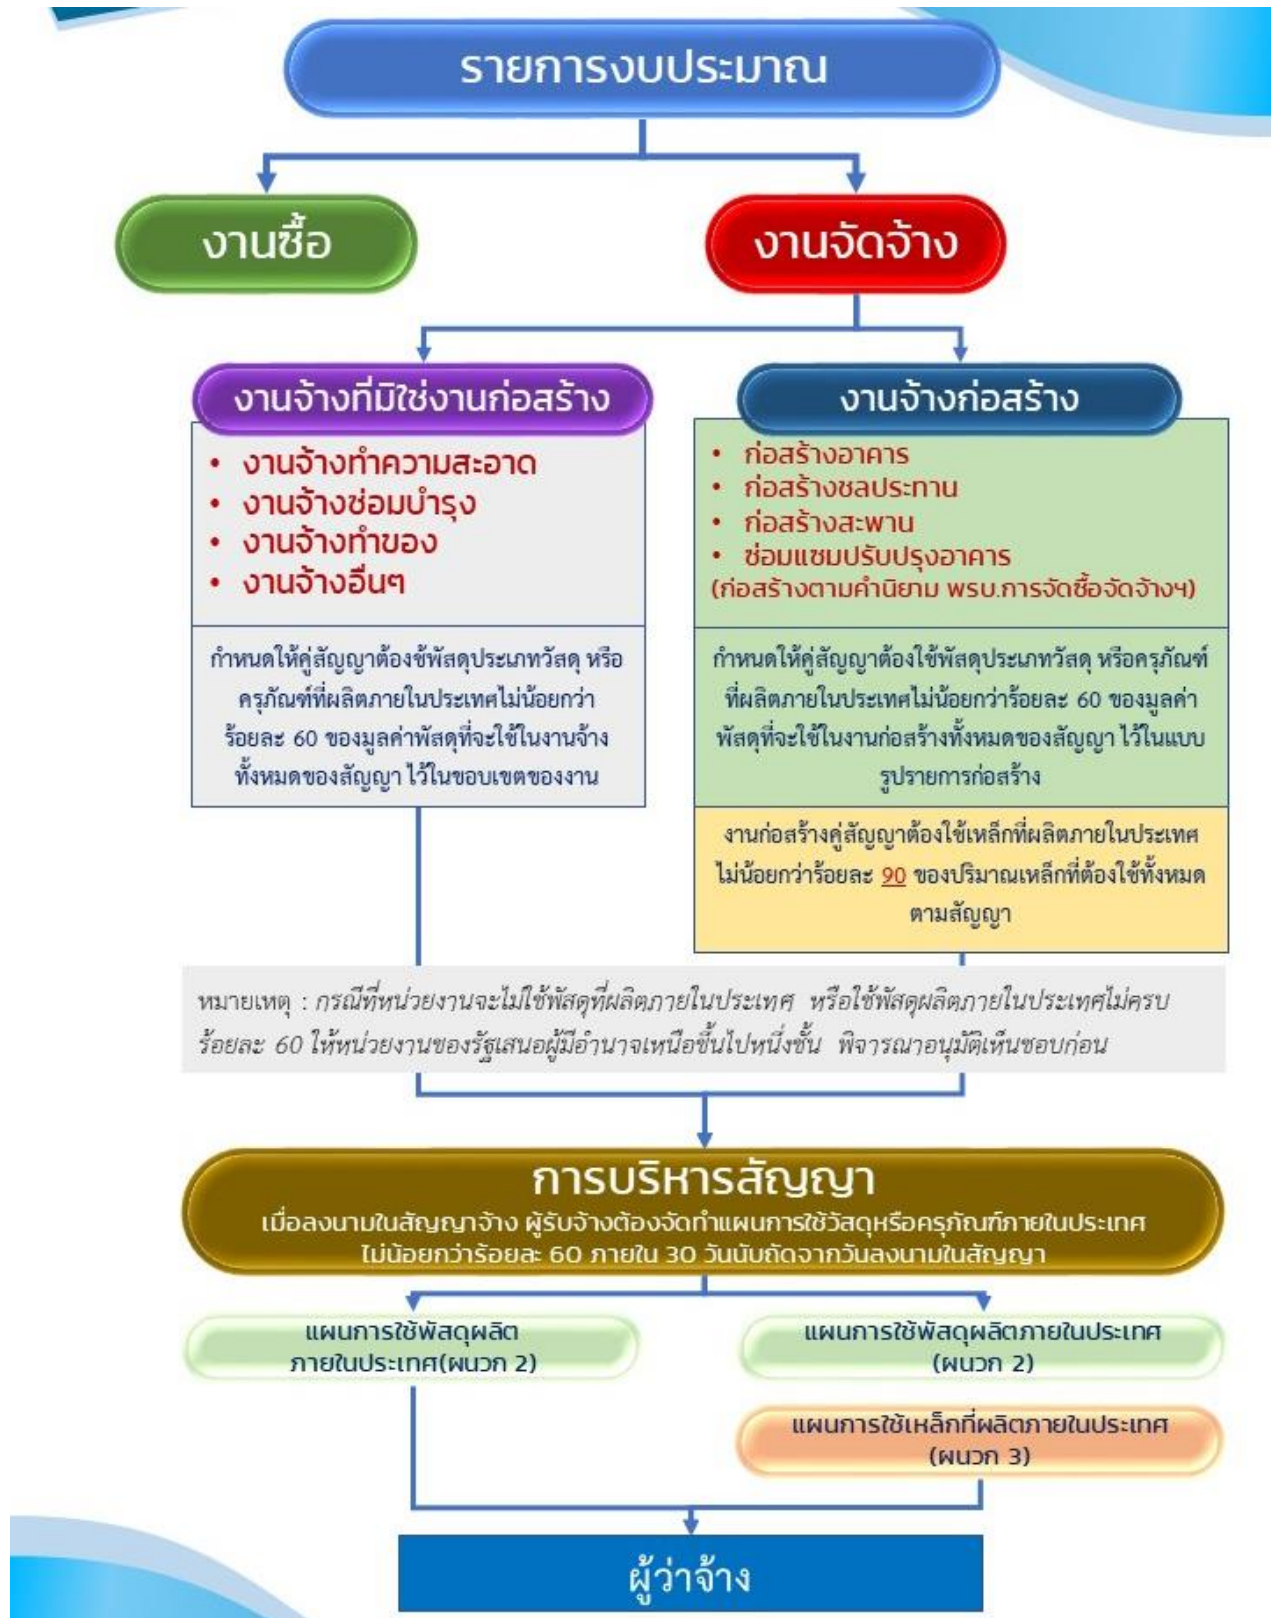 รายการงบประมาณ
งานซื้อ
งานจัดจ้าง
งานจ้างที่มิใช่งานก่อสร้าง
• งานจ้างทำความสะอาด
• งานจ้างซ่อมบำรุง
• งานจ้างทำของ
• งานจ้างอื่นๆ
กำหนดให้คู่สัญญาต้องช้พัสดุประเภทวัสดุ หรือ
ครุภัณฑ์ที่ผลิตภายในประเทศไม่น้อยกว่า
ร้อยละ 60 ของมูลค่าพัสดุที่จะใช้ในงานจ้าง
ทั้งหมดของสัญญา ไว้ในขอบเขตของงาน
งานจ้างก่อสร้าง
• ก่อสร้างอาคาร
• ก่อสร้างชลประทาน
• ก่อสร้างสะพาน
• ซ่อมแซมปรับปรุงอาคาร
(ก่อสร้างตามคำนิยาม พรบ.การจัดซื้อจัดจ้างฯ)
กำหนดให้คู่สัญญาต้องใช้พัสดุประเภทวัสดุ หรือครุภัณฑ์
ที่ผลิตภายในประเทศไม่น้อยกว่าร้อยละ 60 ของมูลค่า
พัสดุที่จะใช้ในงานก่อสร้างทั้งหมดของสัญญา ไว้ในแบบ
รูปรายการก่อสร้าง
งานก่อสร้างคู่สัญญาต้องใช้เหล็กที่ผลิตภายในประเทศ
ไม่น้อยกว่าร้อยละ 90 ของปริมาณเหล็กที่ต้องใช้ทั้งหมด
ตามสัญญา
หมายเหตุ : กรณีที่หน่วยงานจะไม่ใช้พัสดุที่ผลิตภายในประเทศ หรือใช้พัสดุผลิตภายในประเทศไม่ครบ
ร้อยละ 60 ให้หน่วยงานของรัฐเสนอผู้มีอำนาจเหนือขึ้นไปหนึ่งชั้น พิจารณาอนุมัติเห็นชอบก่อน
การบริหารสัญญา
เมื่อลงนามในสัญญาจ้าง ผู้รับจ้างต้องจัดทำแผนการใช้วัสดุหรือครุภัณฑ์ภายในประเทศ
ไม่น้อยกว่าร้อยละ 60 ภายใน 30 วันนับถัดจากวันลงนามในสัญญา
แผนการใช้พัสดุผลิต
ภายในประเทศ(ผนวก 2)
แผนการใช้พัสดุผลิตภายในประเทศ
(ผนวก 2)
แผนการใช้เหล็กที่ผลิตภายในประเทศ
(ผนวก 3)
ผู้ว่าจ้าง